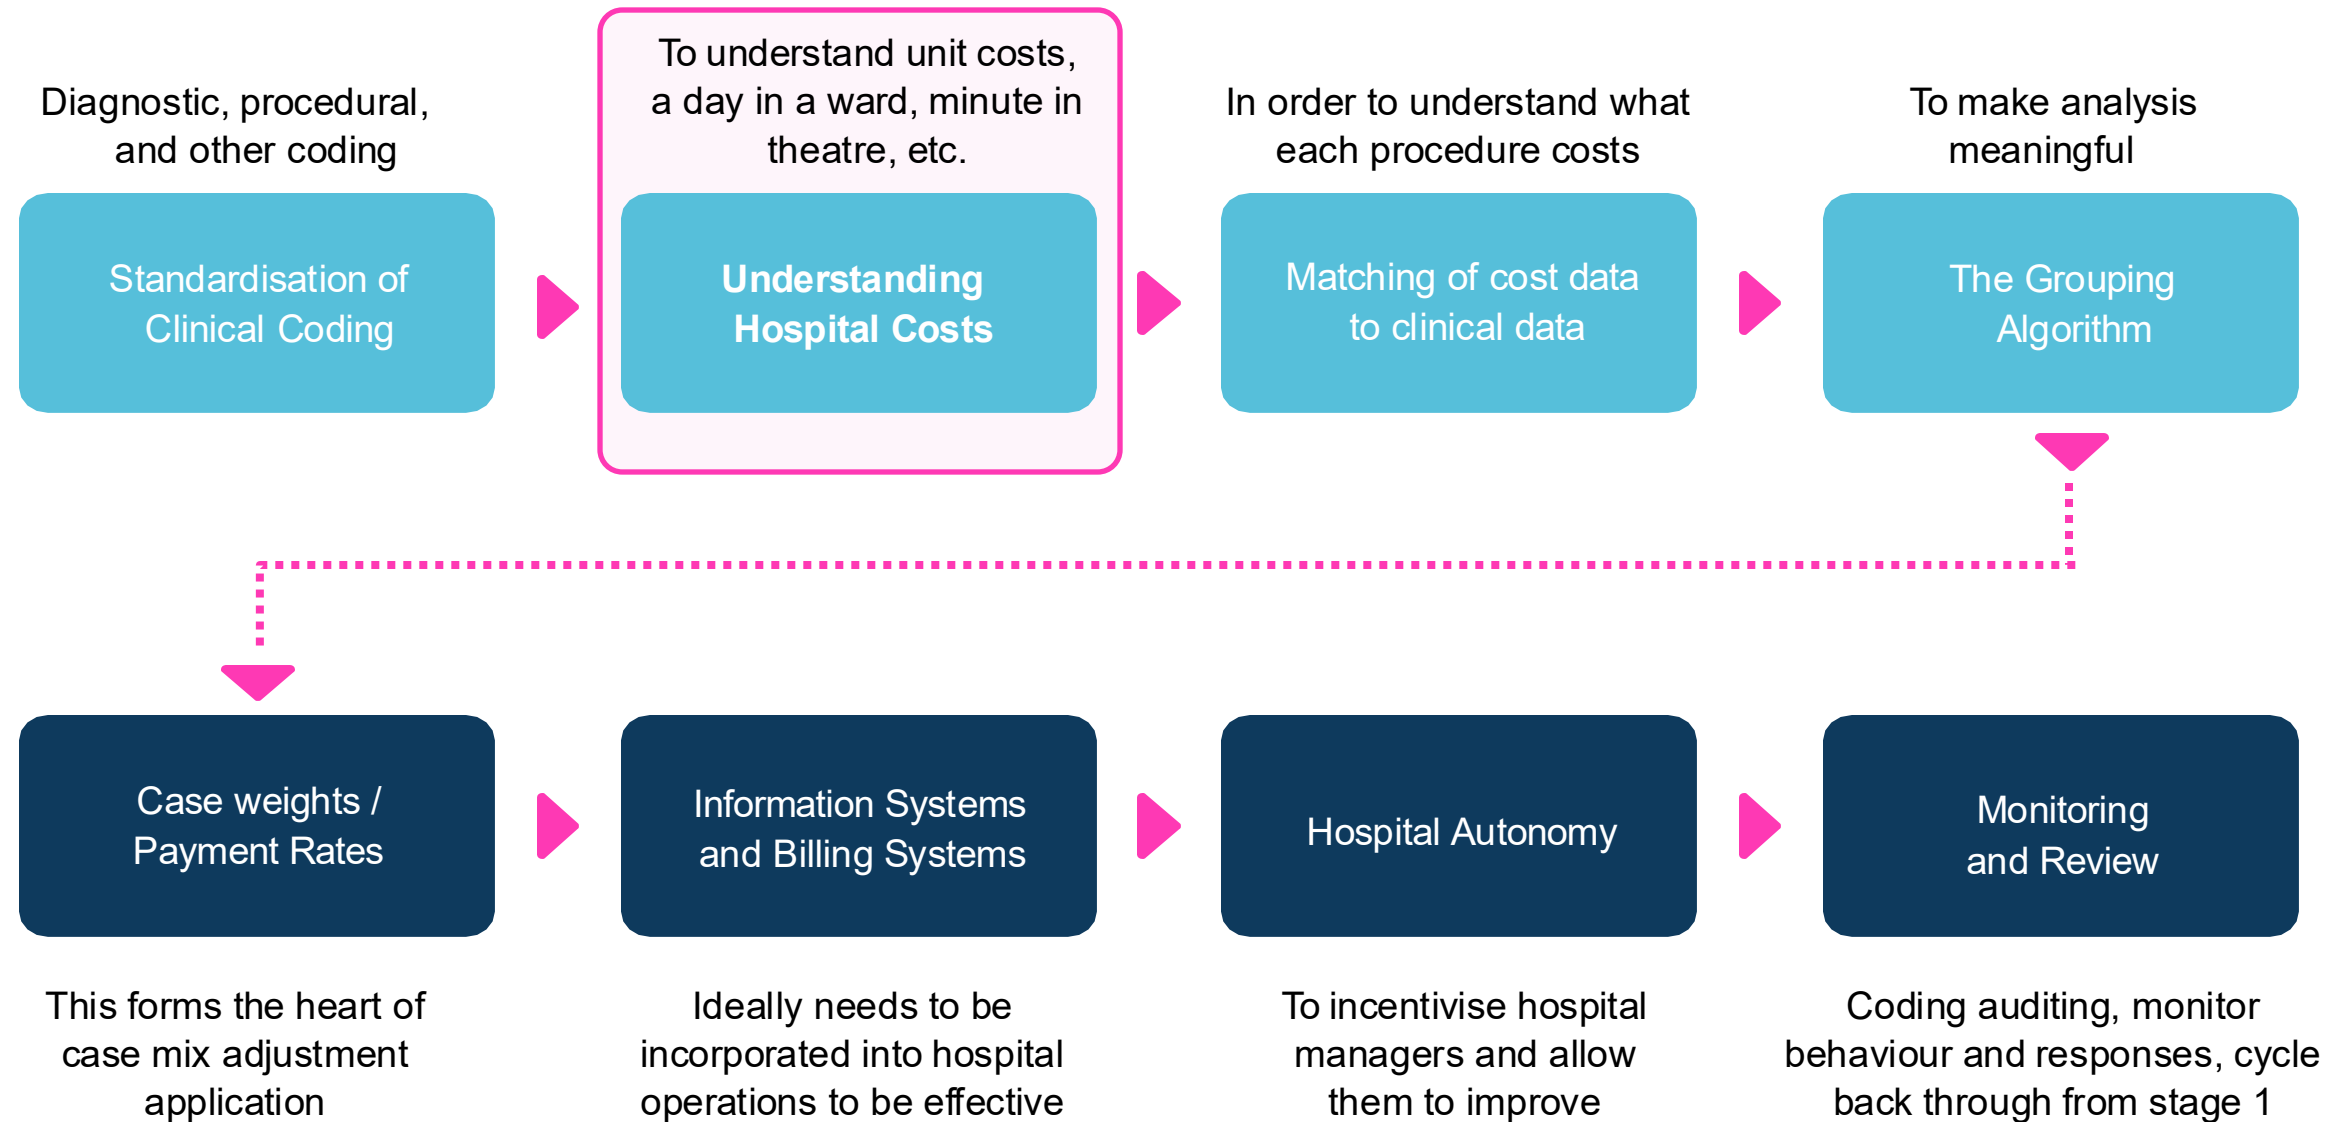 Diagnostic, procedural,
and other coding
Standardisation of
Clinical Coding
To understand unit costs,
a day in a ward, minute in
theatre, etc.
Understanding
Hospital Costs
In order to understand what
each procedure costs
Matching of cost data
to clinical data
To make analysis
meaningful
The Grouping
Algorithm
Case weights /
Payment Rates
This forms the heart of
case mix adjustment
application
Information Systems
and Billing Systems
Ideally needs to be
incorporated into hospital
operations to be effective
Hospital Autonomy
To incentivise hospital
managers and allow
them to improve
Monitoring
and Review
Coding auditing, monitor
behaviour and responses, cycle
back through from stage 1